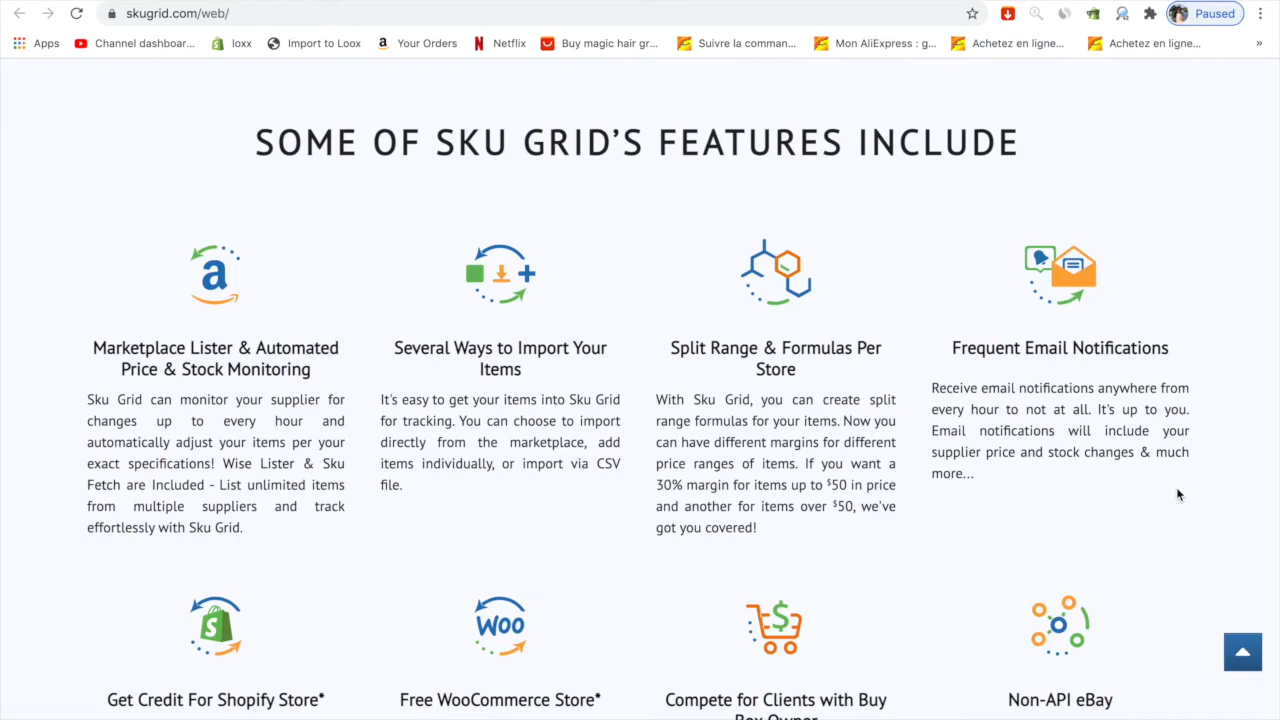 skugrid.com/web/
Paused
Apps
Channel dashboar...
loxx
Import to Loox
Your Orders
Netflix
Buy magic hair gr...
Suivre la comman...
Mon AliExpress : g...
Achetez en ligne...
Achetez en ligne...
»
SOME OF SKU GRID’S FEATURES INCLUDE
a
Marketplace Lister & Automated
Price & Stock Monitoring
Sku Grid can monitor your supplier for
changes up to every hour and
automatically adjust your items per your
exact specifications! Wise Lister & Sku
Fetch are Included - List unlimited items
from multiple suppliers and track
effortlessly with Sku Grid.
Several Ways to Import Your
Items
It's easy to get your items into Sku Grid
for tracking. You can choose to import
directly from the marketplace, add
items individually, or import via CSV
file.
Split Range & Formulas Per
Store
With Sku Grid, you can create split
range formulas for your items. Now you
can have different margins for different
price ranges of items. If you want a
30% margin for items up to $50 in price
and another for items over $50, we've
got you covered!
Frequent Email Notifications
Receive email notifications anywhere from
every hour to not at all. It's up to you.
Email notifications will include your
supplier price and stock changes & much
more...
S
Get Credit For Shopify Store*
WOO
Free WooCommerce Store*
$
Compete for Clients with Buy
Box Owner
Non-API eBay